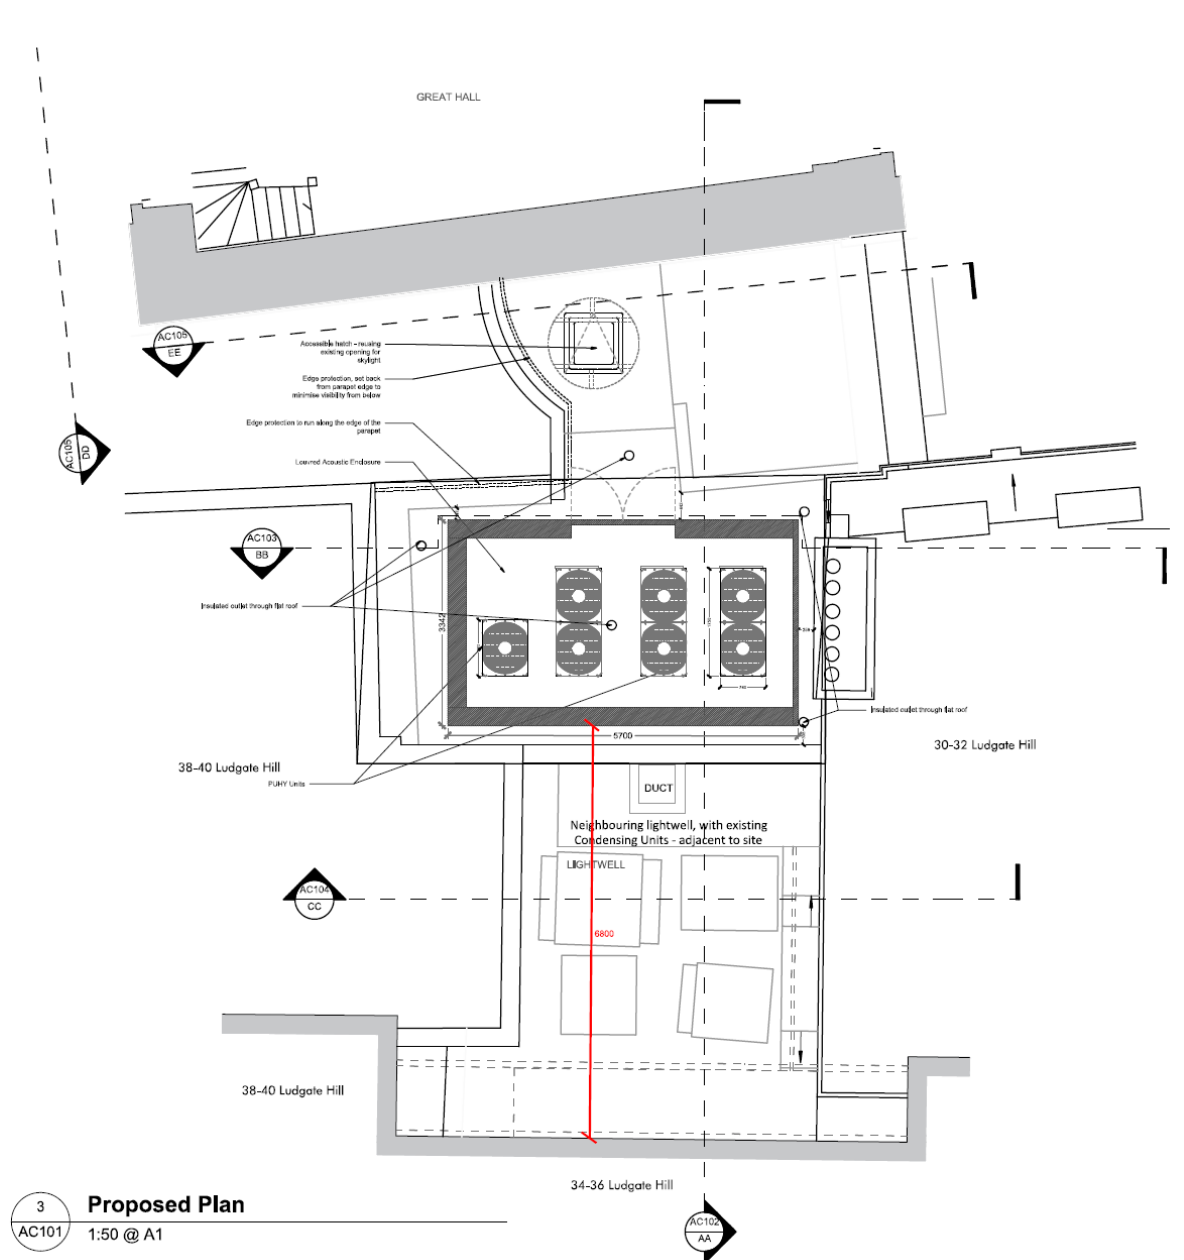 GREAT HALL
AC105
EE
Accessible hatch - reusing
existing opening for
skylight
Edge protection, set back
from parapet edge to
minimise visibility from below
AC105
DD
Edge protection to run along the edge of the
parapet
Louvred Acoustic Enclosure
AC103
BB
Insulated outlet through flat roof
3342
Insulated outlet through flat roof
5700
30-32 Ludgate Hill
38-40 Ludgate Hill
PUHY Units
DUCT
Neighbouring lightwell, with existing
Condensing Units - adjacent to site
LIGHTWELL
AC104
CC
6800
38-40 Ludgate Hill
34-36 Ludgate Hill
3
AC101
Proposed Plan
1:50 @ A1
AC102
AA